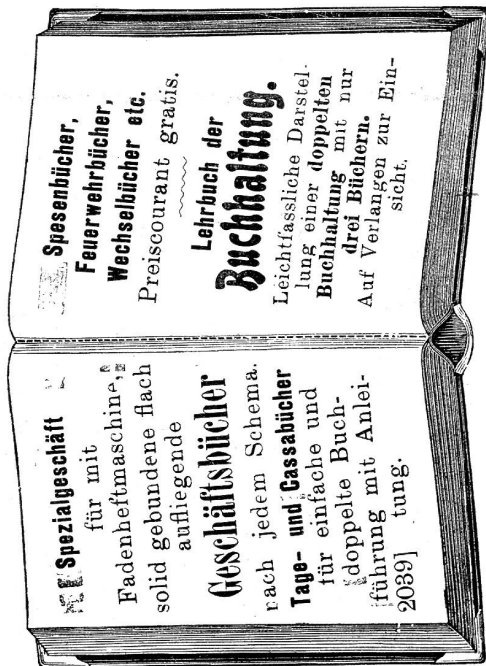 Spezialgeschäft
für mit
Fadenheftmaschine,
solid gebundene flach
aufliegende
Geschäftsbücher
nach jedem Schema.
Tage- und Cassabücher
für einfache und
doppelte Buch-
führung mit Anlei-
2039] tung.
Spesenbücher,
Feuerwehrbücher,
Wechselbücher etc.
Preiscourant gratis.
Lehrbuch der
Buchhaltung.
Leichtfassliche Darstel-
lung einer doppelten
Buchhaltung mit nur
drei Büchorn.
Auf Verlangen zur Ein-
sicht.